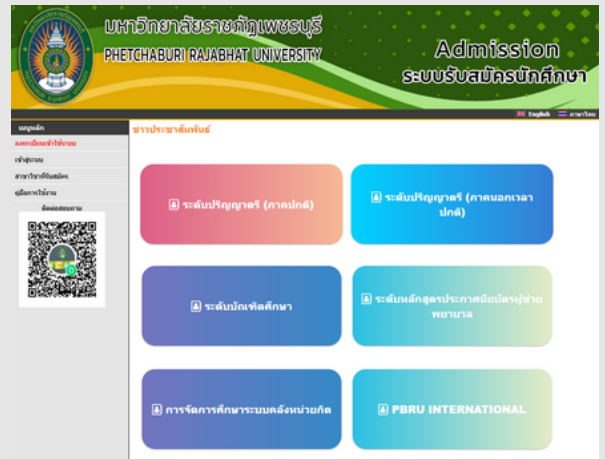 มหาวิทยาลัยราชภัฏเพชรบุรี
PHETCHABURI RAJABHAT UNIVERSITY
Admission
ระบบรับสมัครนักศึกษา
English ภาษาไทย
เมนูหลัก
ข่าวประชาสัมพันธ์
ลงทะเบียนเข้าใช้ระบบ
เข้าสู่ระบบ
สาขาวิชาที่รับสมัคร
คู่มือการใช้งาน
ติดต่อสอบถาม
ระดับปริญญาตรี (ภาคปกติ)
ระดับปริญญาตรี (ภาคนอกเวลา
ปกติ)
ระดับบัณฑิตศึกษา
ระดับหลักสูตรประกาศนียบัตรผู้ช่วย
พยาบาล
การจัดการศึกษาระบบคลังหน่วยกิต
PBRU INTERNATIONAL